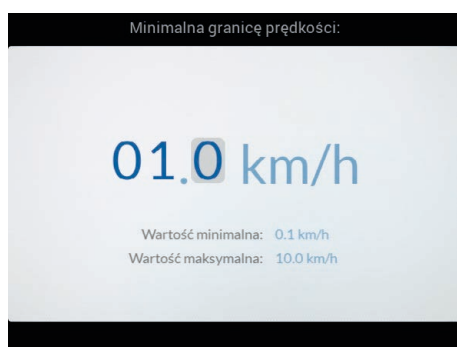 Minimalna granicę prędkości:
01.0 km/h
Wartość minimalna: 0.1 km/h
Wartość maksymalna: 10.0 km/h